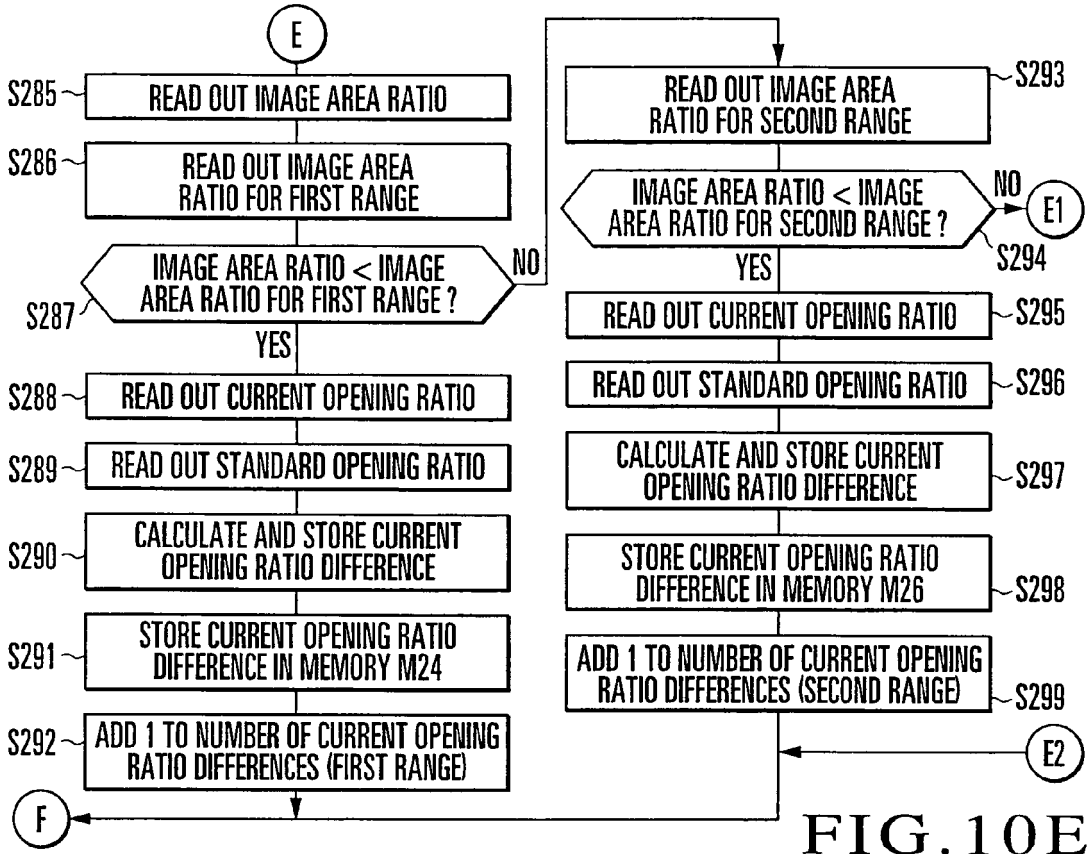 E
S285
READ OUT IMAGE AREA RATIO
S286
READ OUT IMAGE AREA
RATIO FOR FIRST RANGE
IMAGE AREA RATIO < IMAGE
AREA RATIO FOR FIRST RANGE ?
NO
S287
YES
S288
READ OUT CURRENT OPENING RATIO
S289
READ OUT STANDARD OPENING RATIO
S290
CALCULATE AND STORE CURRENT
OPENING RATIO DIFFERENCE
S291
STORE CURRENT OPENING RATIO
DIFFERENCE IN MEMORY M24
S292
ADD 1 TO NUMBER OF CURRENT OPENING
RATIO DIFFERENCES (FIRST RANGE)
F
READ OUT IMAGE AREA
RATIO FOR SECOND RANGE
S293
IMAGE AREA RATIO < IMAGE
AREA RATIO FOR SECOND RANGE ?
NO
E1
S294
YES
READ OUT CURRENT OPENING RATIO
S295
READ OUT STANDARD OPENING RATIO
S296
CALCULATE AND STORE CURRENT
OPENING RATIO DIFFERENCE
S297
STORE CURRENT OPENING RATIO
DIFFERENCE IN MEMORY M26
S298
ADD 1 TO NUMBER OF CURRENT OPENING
RATIO DIFFERENCES (SECOND RANGE)
S299
E2
FIG.10E